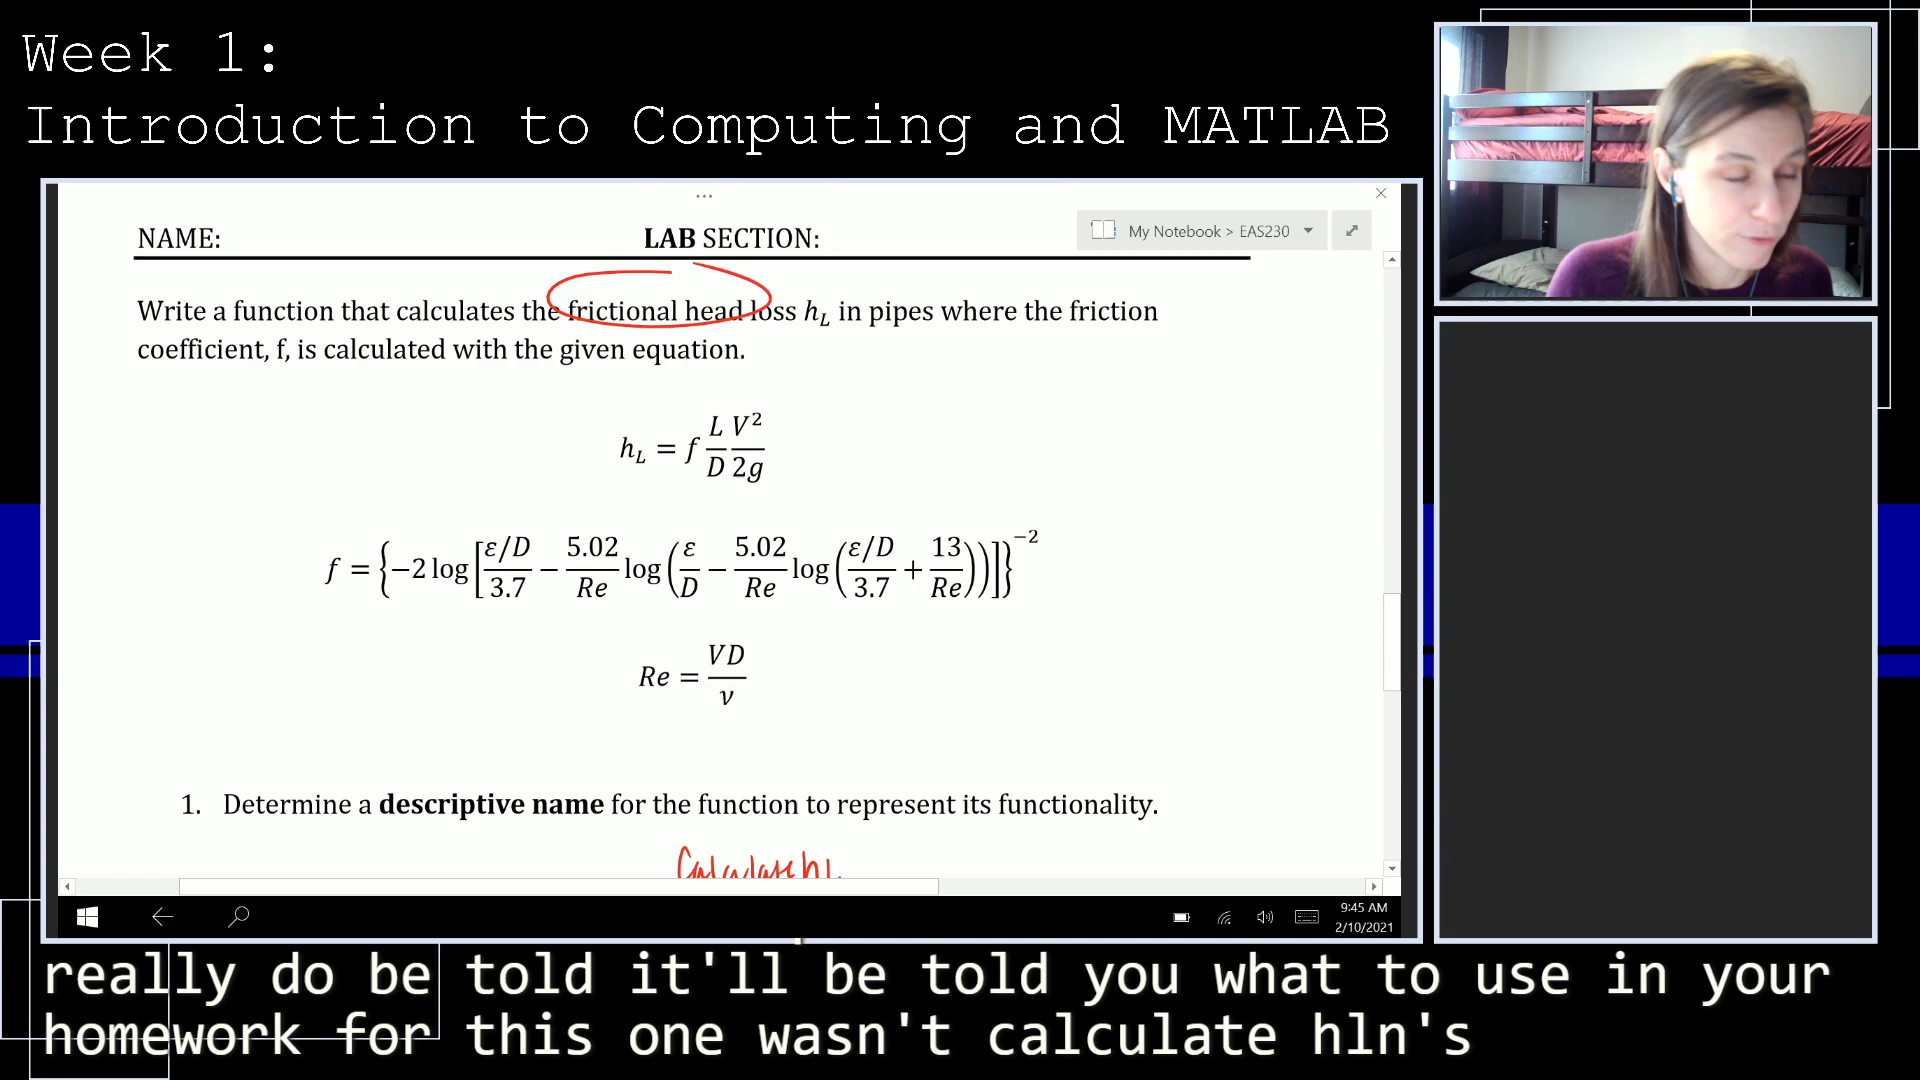 Week 1:
Introduction to Computing and MATLAB
NAME: LAB SECTION:
My Notebook > EAS230
Write a function that calculates the frictional head loss h_L in pipes where the friction
coefficient, f, is calculated with the given equation.
h_L = f L/D V²/2g
f = {−2 log[(ε/D)/3.7 − 5.02/Re log(ε/D − 5.02/Re log((ε/D)/3.7 + 13/Re))]}⁻²
Re = VD/ν
1. Determine a descriptive name for the function to represent its functionality.
Calculate hL
9:45 AM
2/10/2021
really do be told it'll be told you what to use in your
homework for this one wasn't calculate hln's